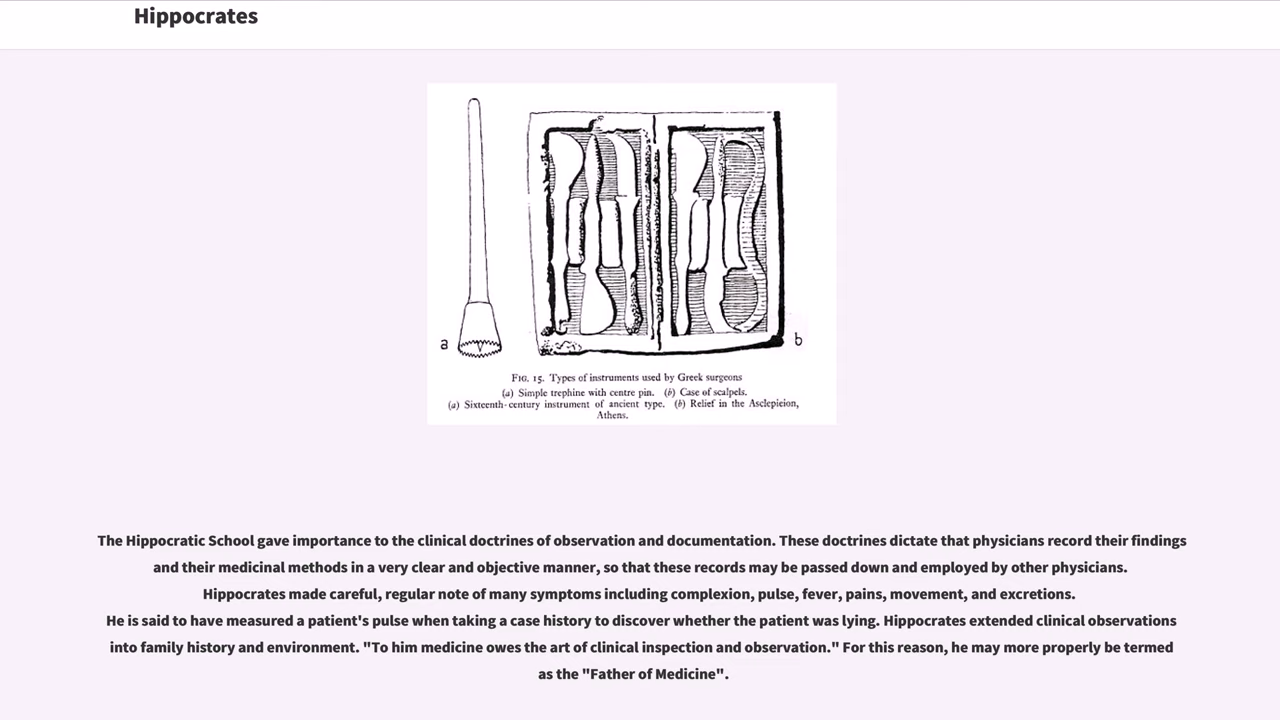 Hippocrates
a
b
FIG. 15. Types of instruments used by Greek surgeons
(a) Simple trephine with centre pin. (b) Case of scalpels.
(a) Sixteenth-century instrument of ancient type. (b) Relief in the Asclepieion,
Athens.
The Hippocratic School gave importance to the clinical doctrines of observation and documentation. These doctrines dictate that physicians record their findings
and their medicinal methods in a very clear and objective manner, so that these records may be passed down and employed by other physicians.
Hippocrates made careful, regular note of many symptoms including complexion, pulse, fever, pains, movement, and excretions.
He is said to have measured a patient's pulse when taking a case history to discover whether the patient was lying. Hippocrates extended clinical observations
into family history and environment. "To him medicine owes the art of clinical inspection and observation." For this reason, he may more properly be termed
as the "Father of Medicine".